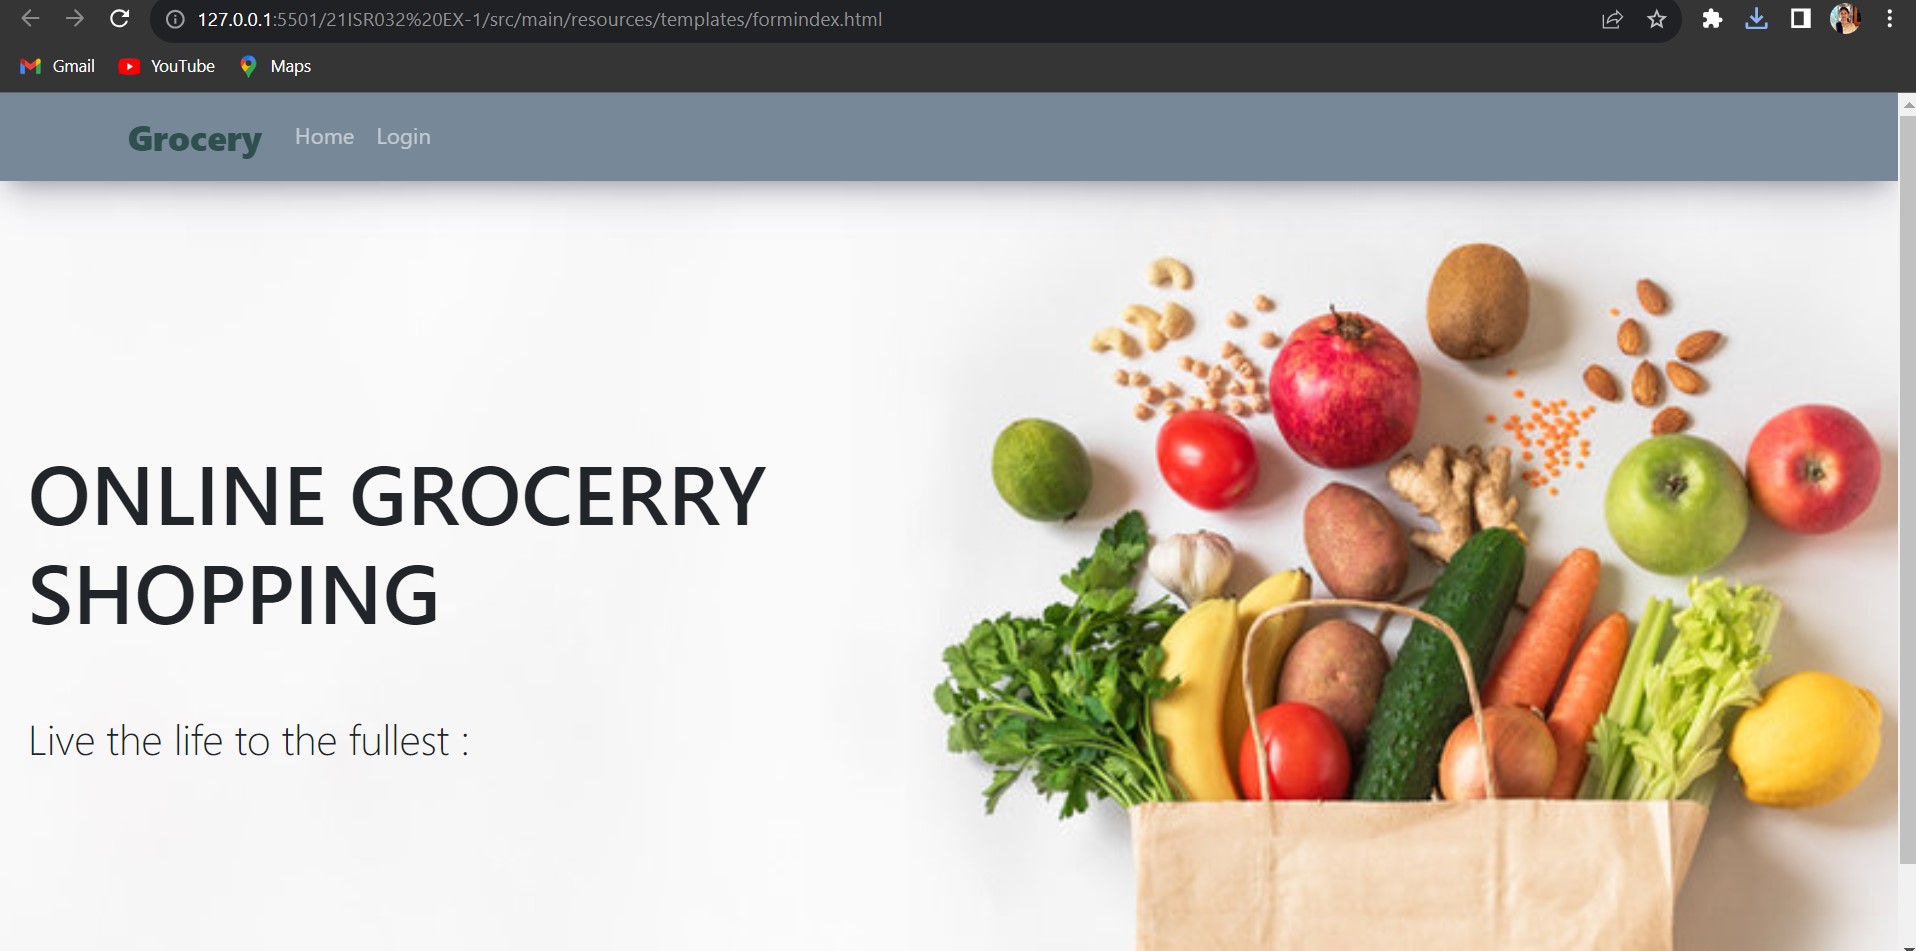 127.0.0.1:5501/21ISR032%20EX-1/src/main/resources/templates/formindex.html
Gmail YouTube Maps
Grocery Home Login
ONLINE GROCERRY
SHOPPING
Live the life to the fullest :